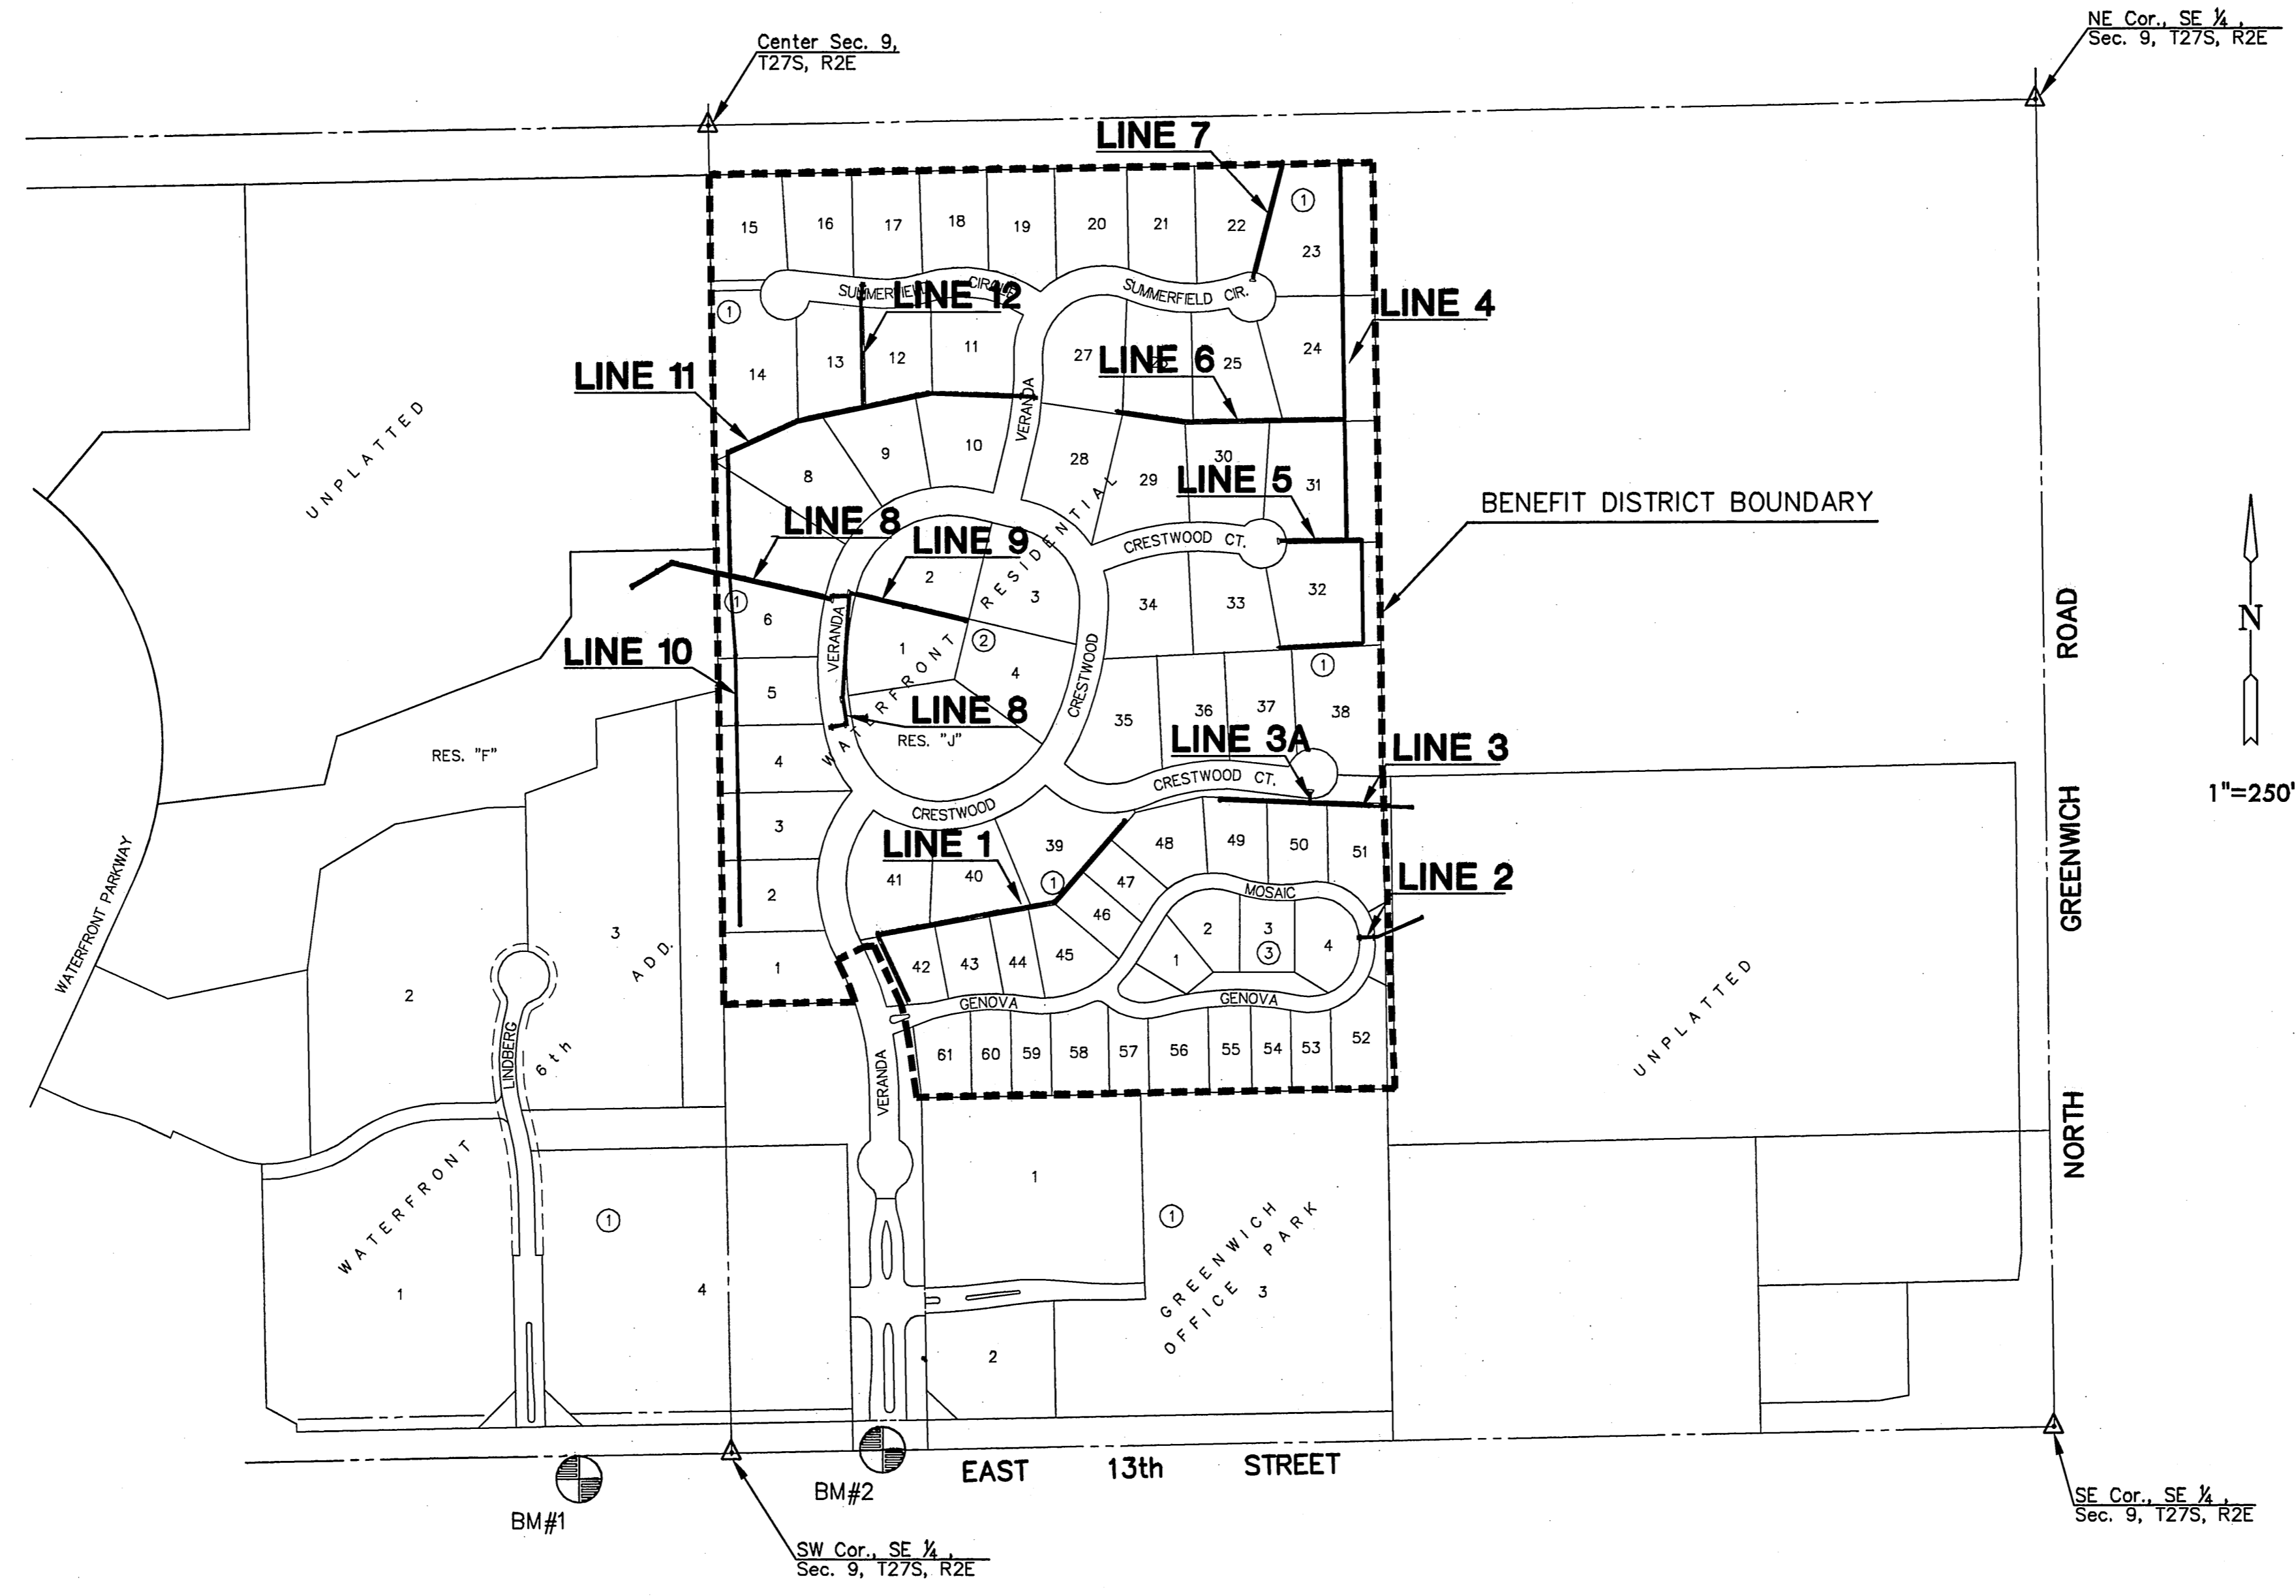 NE Cor., SE ¼,
Sec. 9, T27S, R2E
Center Sec. 9,
T27S, R2E
LINE 7
1
15
16
17
18
19
20
21
22
23
SUMMERFIELD CIRCLE
SUMMERFIELD CIR.
LINE 12
LINE 4
1
14
13
12
11
27
25
24
LINE 6
LINE 11
VERANDA
UNPLATTED
8
9
10
28
29
30
31
LINE 5
BENEFIT DISTRICT BOUNDARY
LINE 8
LINE 9
CRESTWOOD CT.
2
3
34
33
32
1
6
VERANDA
1
2
4
WATERFRONT RESIDENTIAL
CRESTWOOD
LINE 10
5
LINE 8
RES. "J"
35
36
37
38
1
LINE 3A
LINE 3
RES. "F"
4
3
2
1
CRESTWOOD
CRESTWOOD CT.
N
1"=250'
NORTH GREENWICH ROAD
LINE 1
39
40
41
1
48
49
50
51
47
46
45
44
43
42
MOSAIC
LINE 2
1
2
3
3
4
GENOVA
GENOVA
61
60
59
58
57
56
55
54
53
52
WATERFRONT PARKWAY
2
3
LINDBERG
WATERFRONT 6th ADD.
VERANDA
UNPLATTED
1
1
4
1
1
GREENWICH
OFFICE PARK
3
2
EAST 13th STREET
BM#1
BM#2
SW Cor., SE ¼,
Sec. 9, T27S, R2E
SE Cor., SE ¼,
Sec. 9, T27S, R2E